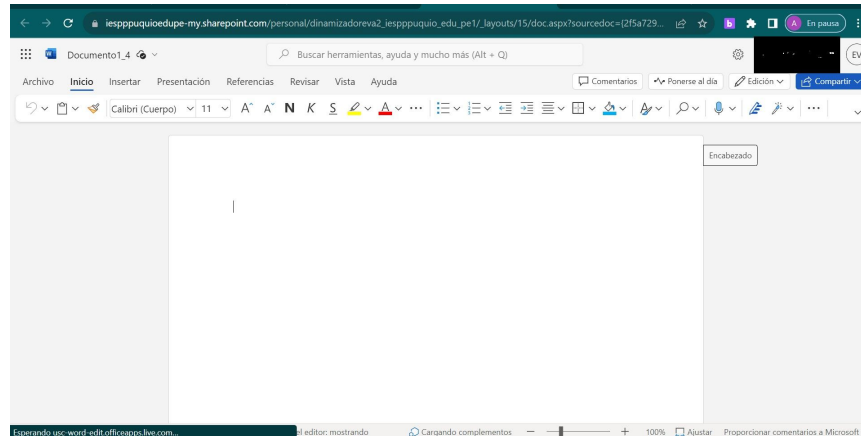 iespppuquioedupe-my.sharepoint.com/personal/dinamizadoreva2_iespppuquio_edu_pe1/_layouts/15/doc.aspx?sourcedoc={2f5a729... b A En pausa
Documento1_4 Buscar herramientas, ayuda y mucho más (Alt + Q) EV
Archivo Inicio Insertar Presentación Referencias Revisar Vista Ayuda Comentarios Ponerse al día Edición Compartir
Calibri (Cuerpo) 11 A A N K S A ...
Encabezado
Esperando usc-word-edit.officeapps.live.com... el editor: mostrando Cargando complementos 100% Ajustar Proporcionar comentarios a Microsoft